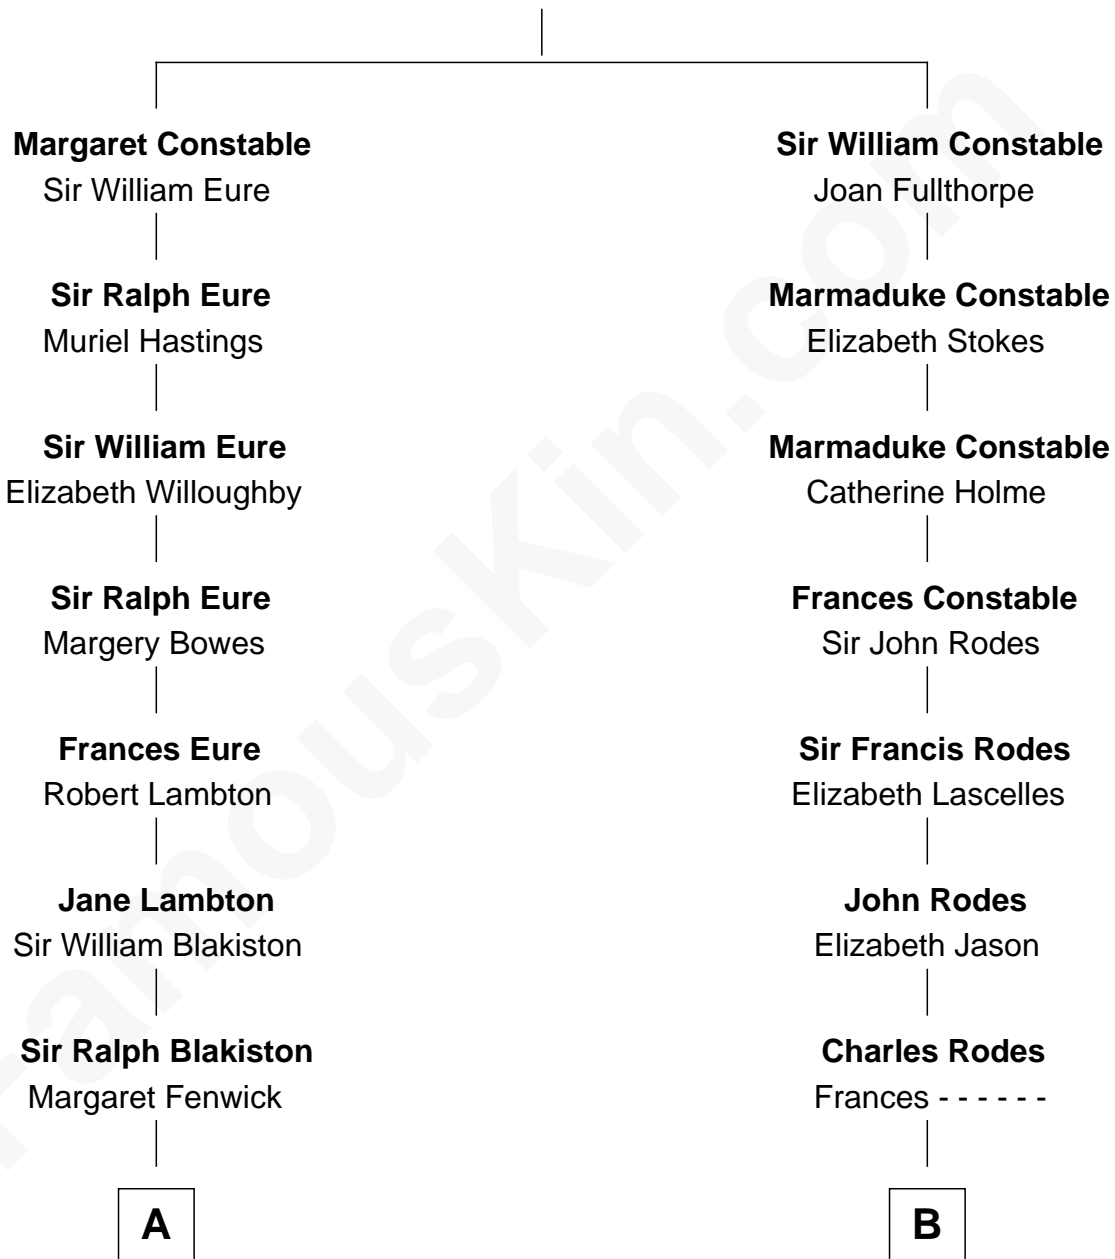 Margaret Constable
Sir William Eure
Sir Ralph Eure
Muriel Hastings
Sir William Eure
Elizabeth Willoughby
Sir Ralph Eure
Margery Bowes
Frances Eure
Robert Lambton
Jane Lambton
Sir William Blakiston
Sir Ralph Blakiston
Margaret Fenwick
A
Sir William Constable
Joan Fullthorpe
Marmaduke Constable
Elizabeth Stokes
Marmaduke Constable
Catherine Holme
Frances Constable
Sir John Rodes
Sir Francis Rodes
Elizabeth Lascelles
John Rodes
Elizabeth Jason
Charles Rodes
Frances - - - - - -
B
FamousKin.com